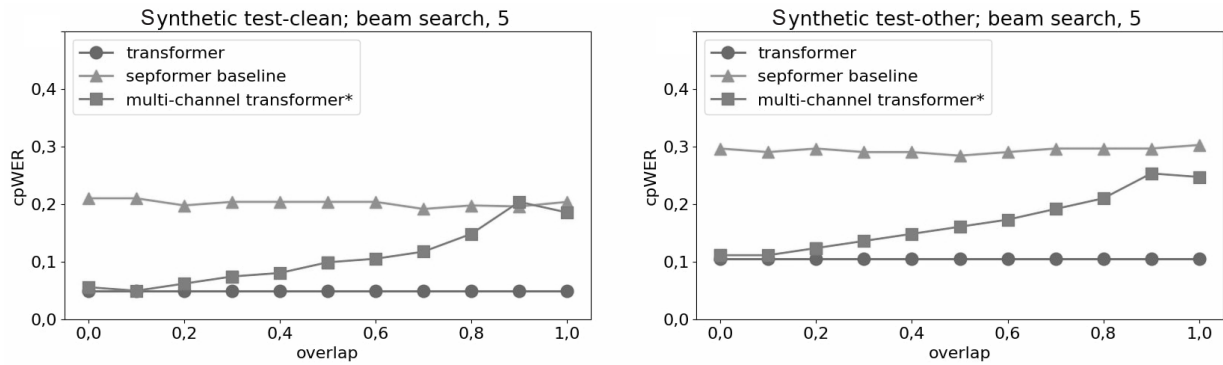 Synthetic test-clean; beam search, 5
transformer
sepformer baseline
multi-channel transformer*
0,4
0,3
0,2
0,1
0,0
cpWER
0,0 0,2 0,4 0,6 0,8 1,0
overlap
Synthetic test-other; beam search, 5
transformer
sepformer baseline
multi-channel transformer*
0,4
0,3
0,2
0,1
0,0
cpWER
0,0 0,2 0,4 0,6 0,8 1,0
overlap